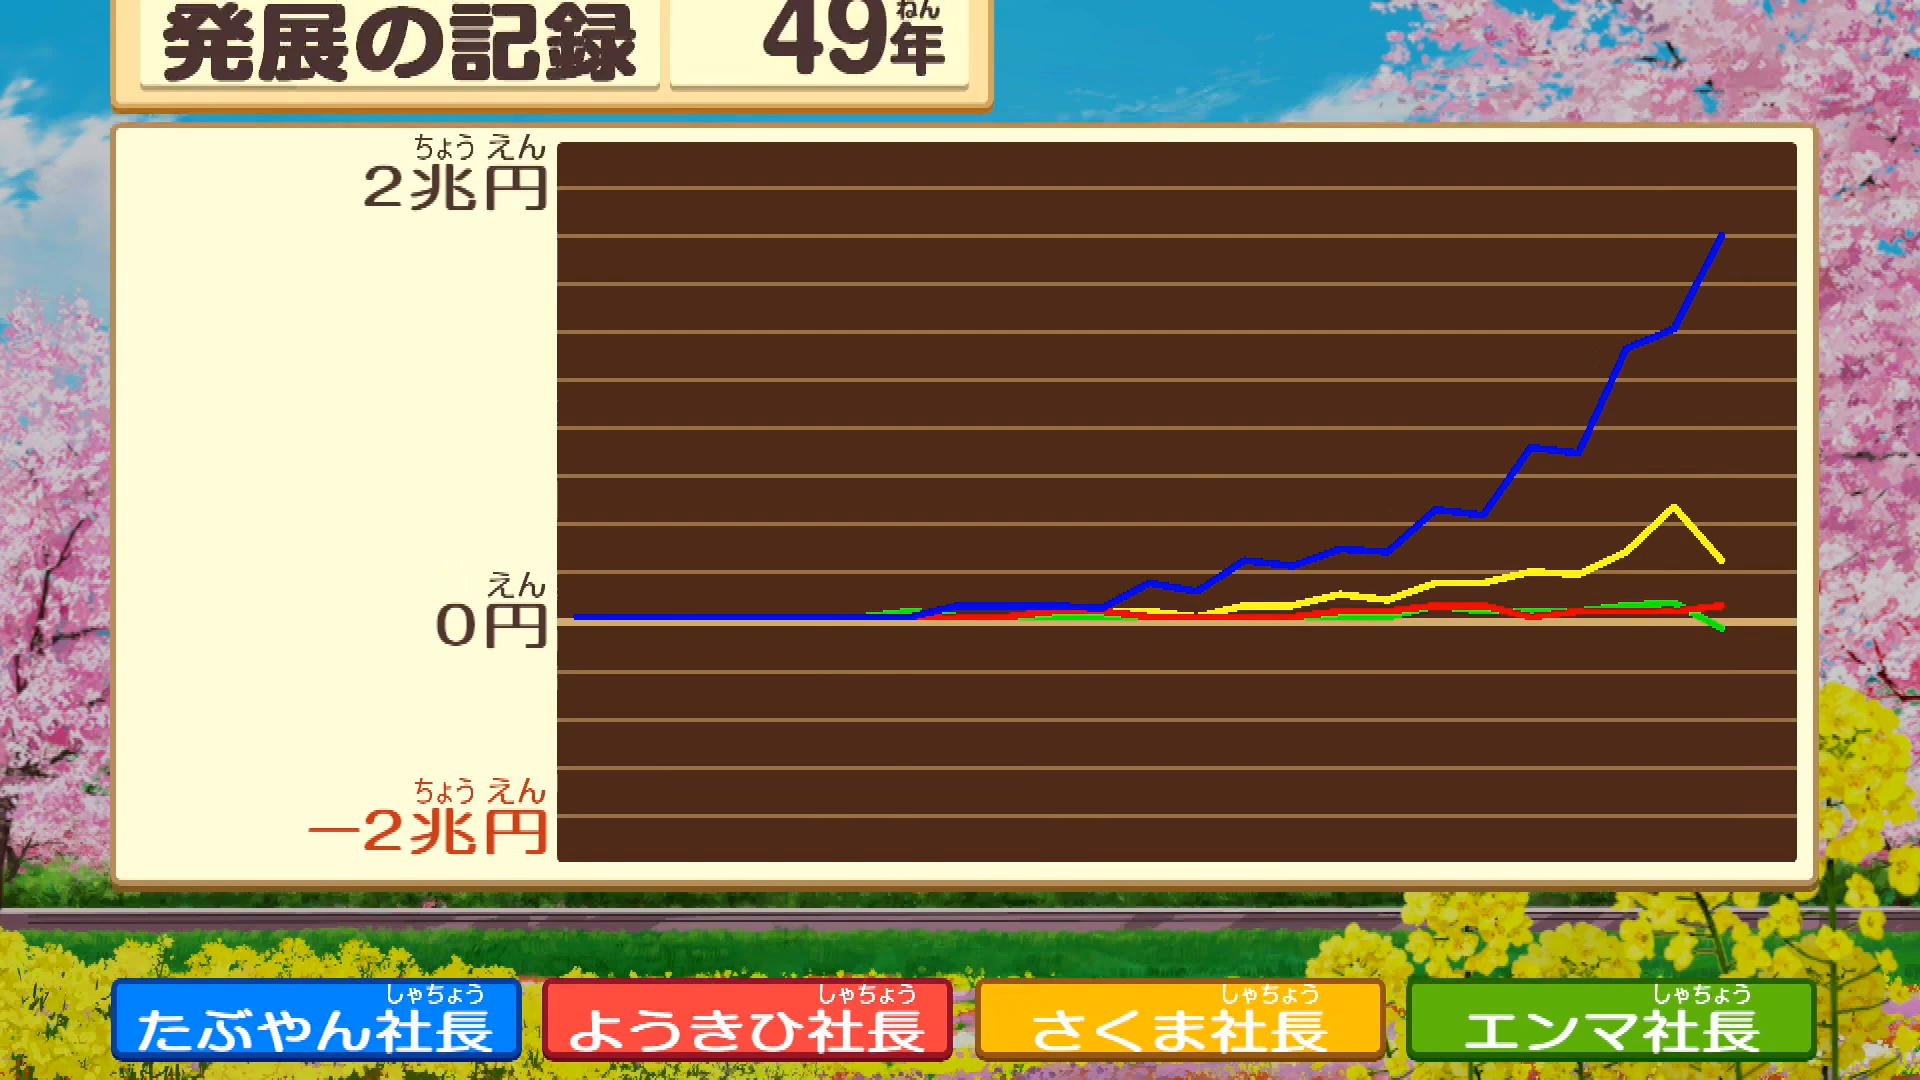 発展の記録
ねん
49年
ちょう えん
2兆円
えん
0円
ちょう えん
−2兆円
しゃちょう
たぶやん社長
しゃちょう
ようきひ社長
しゃちょう
さくま社長
しゃちょう
エンマ社長